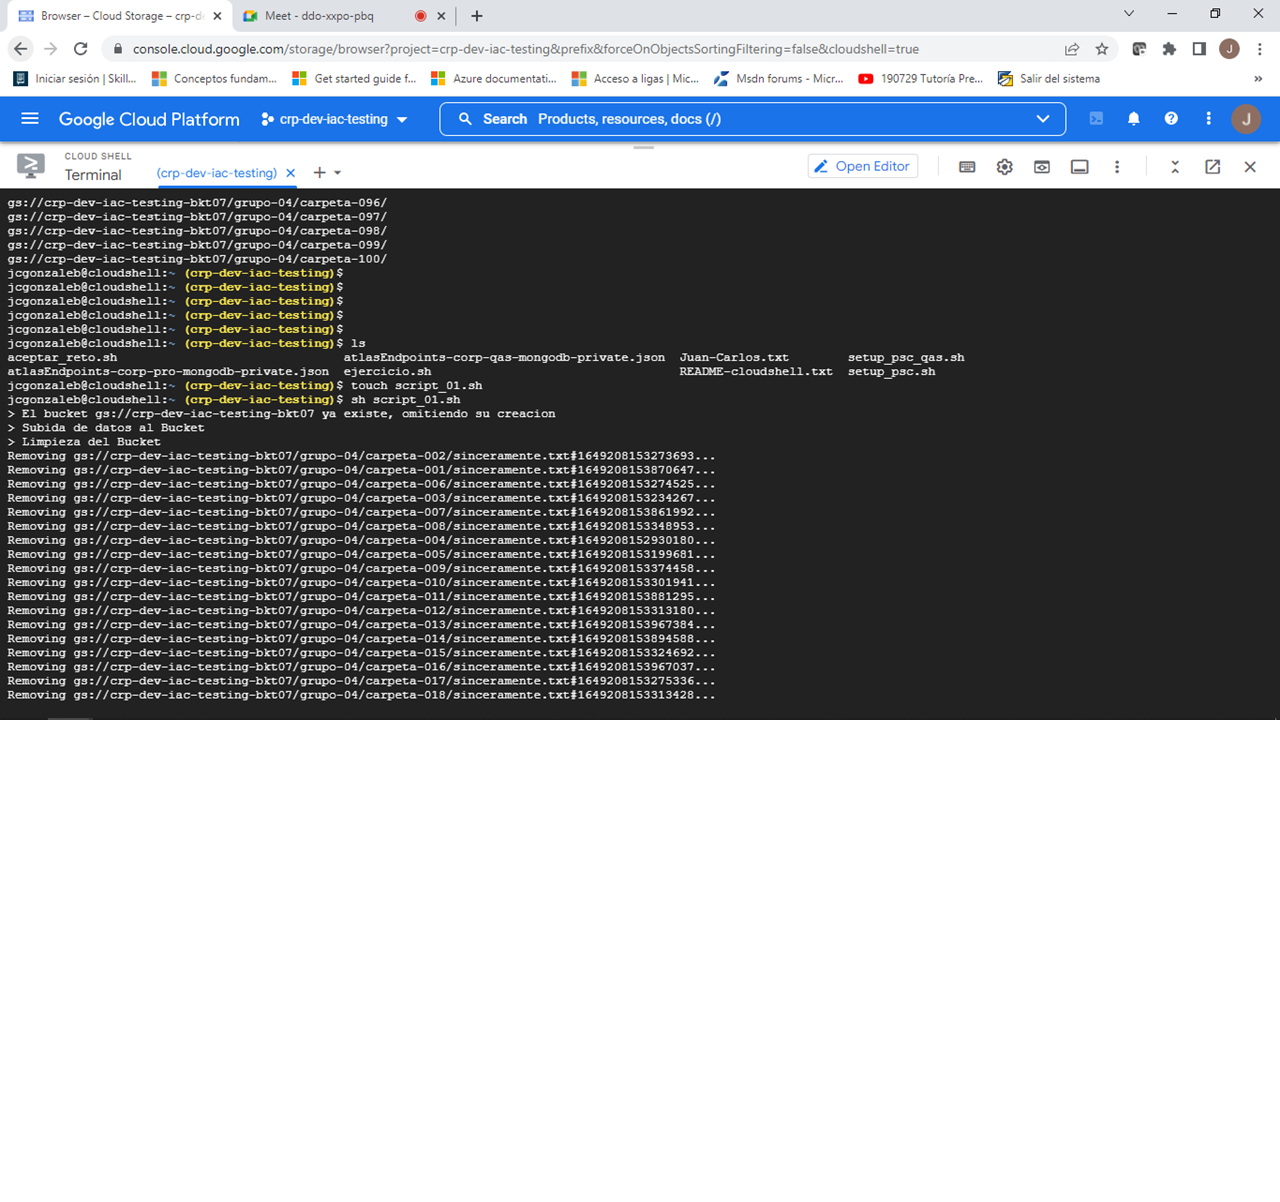 Browser – Cloud Storage – crp-de
Meet - ddo-xxpo-pbq
console.cloud.google.com/storage/browser?project=crp-dev-iac-testing&prefix&forceOnObjectsSortingFiltering=false&cloudshell=true
J
Iniciar sesión | Skill... Conceptos fundam... Get started guide f... Azure documentati... Acceso a ligas | Mic... Msdn forums - Micr... 190729 Tutoría Pre... Salir del sistema »
Google Cloud Platform crp-dev-iac-testing Search Products, resources, docs (/) J
CLOUD SHELL
Terminal (crp-dev-iac-testing) Open Editor
gs://crp-dev-iac-testing-bkt07/grupo-04/carpeta-096/
gs://crp-dev-iac-testing-bkt07/grupo-04/carpeta-097/
gs://crp-dev-iac-testing-bkt07/grupo-04/carpeta-098/
gs://crp-dev-iac-testing-bkt07/grupo-04/carpeta-099/
gs://crp-dev-iac-testing-bkt07/grupo-04/carpeta-100/
jcgonzaleb@cloudshell:~ (crp-dev-iac-testing)$
jcgonzaleb@cloudshell:~ (crp-dev-iac-testing)$
jcgonzaleb@cloudshell:~ (crp-dev-iac-testing)$
jcgonzaleb@cloudshell:~ (crp-dev-iac-testing)$
jcgonzaleb@cloudshell:~ (crp-dev-iac-testing)$
jcgonzaleb@cloudshell:~ (crp-dev-iac-testing)$ ls
aceptar_reto.sh atlasEndpoints-corp-qas-mongodb-private.json Juan-Carlos.txt setup_psc_qas.sh
atlasEndpoints-corp-pro-mongodb-private.json ejercicio.sh README-cloudshell.txt setup_psc.sh
jcgonzaleb@cloudshell:~ (crp-dev-iac-testing)$ touch script_01.sh
jcgonzaleb@cloudshell:~ (crp-dev-iac-testing)$ sh script_01.sh
> El bucket gs://crp-dev-iac-testing-bkt07 ya existe, omitiendo su creacion
> Subida de datos al Bucket
> Limpieza del Bucket
Removing gs://crp-dev-iac-testing-bkt07/grupo-04/carpeta-002/sinceramente.txt#1649208153273693...
Removing gs://crp-dev-iac-testing-bkt07/grupo-04/carpeta-001/sinceramente.txt#1649208153870647...
Removing gs://crp-dev-iac-testing-bkt07/grupo-04/carpeta-006/sinceramente.txt#1649208153274525...
Removing gs://crp-dev-iac-testing-bkt07/grupo-04/carpeta-003/sinceramente.txt#1649208153234267...
Removing gs://crp-dev-iac-testing-bkt07/grupo-04/carpeta-007/sinceramente.txt#1649208153861992...
Removing gs://crp-dev-iac-testing-bkt07/grupo-04/carpeta-008/sinceramente.txt#1649208153348953...
Removing gs://crp-dev-iac-testing-bkt07/grupo-04/carpeta-004/sinceramente.txt#1649208152930180...
Removing gs://crp-dev-iac-testing-bkt07/grupo-04/carpeta-005/sinceramente.txt#1649208153199681...
Removing gs://crp-dev-iac-testing-bkt07/grupo-04/carpeta-009/sinceramente.txt#1649208153374458...
Removing gs://crp-dev-iac-testing-bkt07/grupo-04/carpeta-010/sinceramente.txt#1649208153301941...
Removing gs://crp-dev-iac-testing-bkt07/grupo-04/carpeta-011/sinceramente.txt#1649208153881295...
Removing gs://crp-dev-iac-testing-bkt07/grupo-04/carpeta-012/sinceramente.txt#1649208153313180...
Removing gs://crp-dev-iac-testing-bkt07/grupo-04/carpeta-013/sinceramente.txt#1649208153967384...
Removing gs://crp-dev-iac-testing-bkt07/grupo-04/carpeta-014/sinceramente.txt#1649208153894588...
Removing gs://crp-dev-iac-testing-bkt07/grupo-04/carpeta-015/sinceramente.txt#1649208153324692...
Removing gs://crp-dev-iac-testing-bkt07/grupo-04/carpeta-016/sinceramente.txt#1649208153967037...
Removing gs://crp-dev-iac-testing-bkt07/grupo-04/carpeta-017/sinceramente.txt#1649208153275336...
Removing gs://crp-dev-iac-testing-bkt07/grupo-04/carpeta-018/sinceramente.txt#1649208153313428...